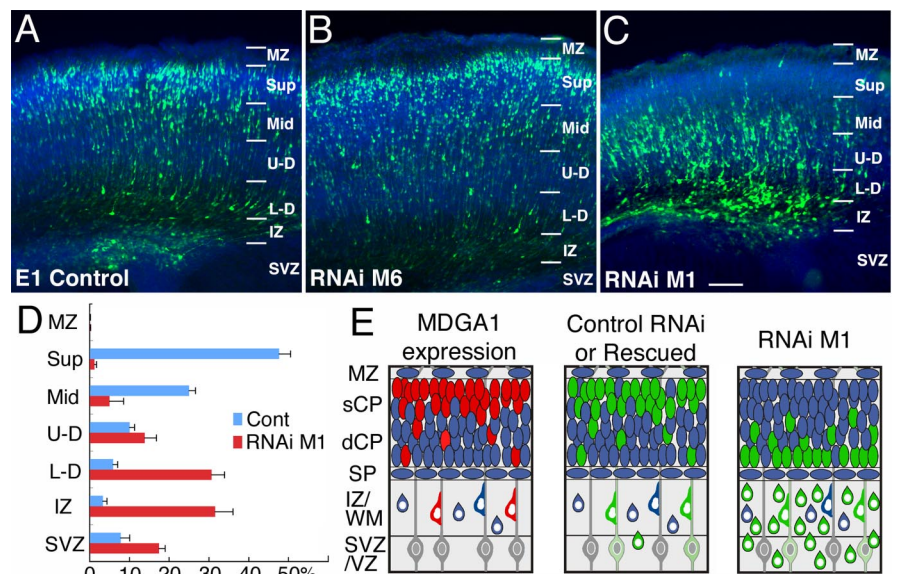 A
MZ
Sup
Mid
U-D
L-D
IZ
SVZ
E1 Control
B
MZ
Sup
Mid
U-D
L-D
IZ
SVZ
RNAi M6
C
MZ
Sup
Mid
U-D
L-D
IZ
SVZ
RNAi M1
D
MZ
Sup
Mid
U-D
L-D
IZ
SVZ
Cont
RNAi M1
0 10 20 30 40 50%
E
MDGA1
expression
Control RNAi
or Rescued
RNAi M1
MZ
sCP
dCP
SP
IZ/
WM
SVZ
/VZ